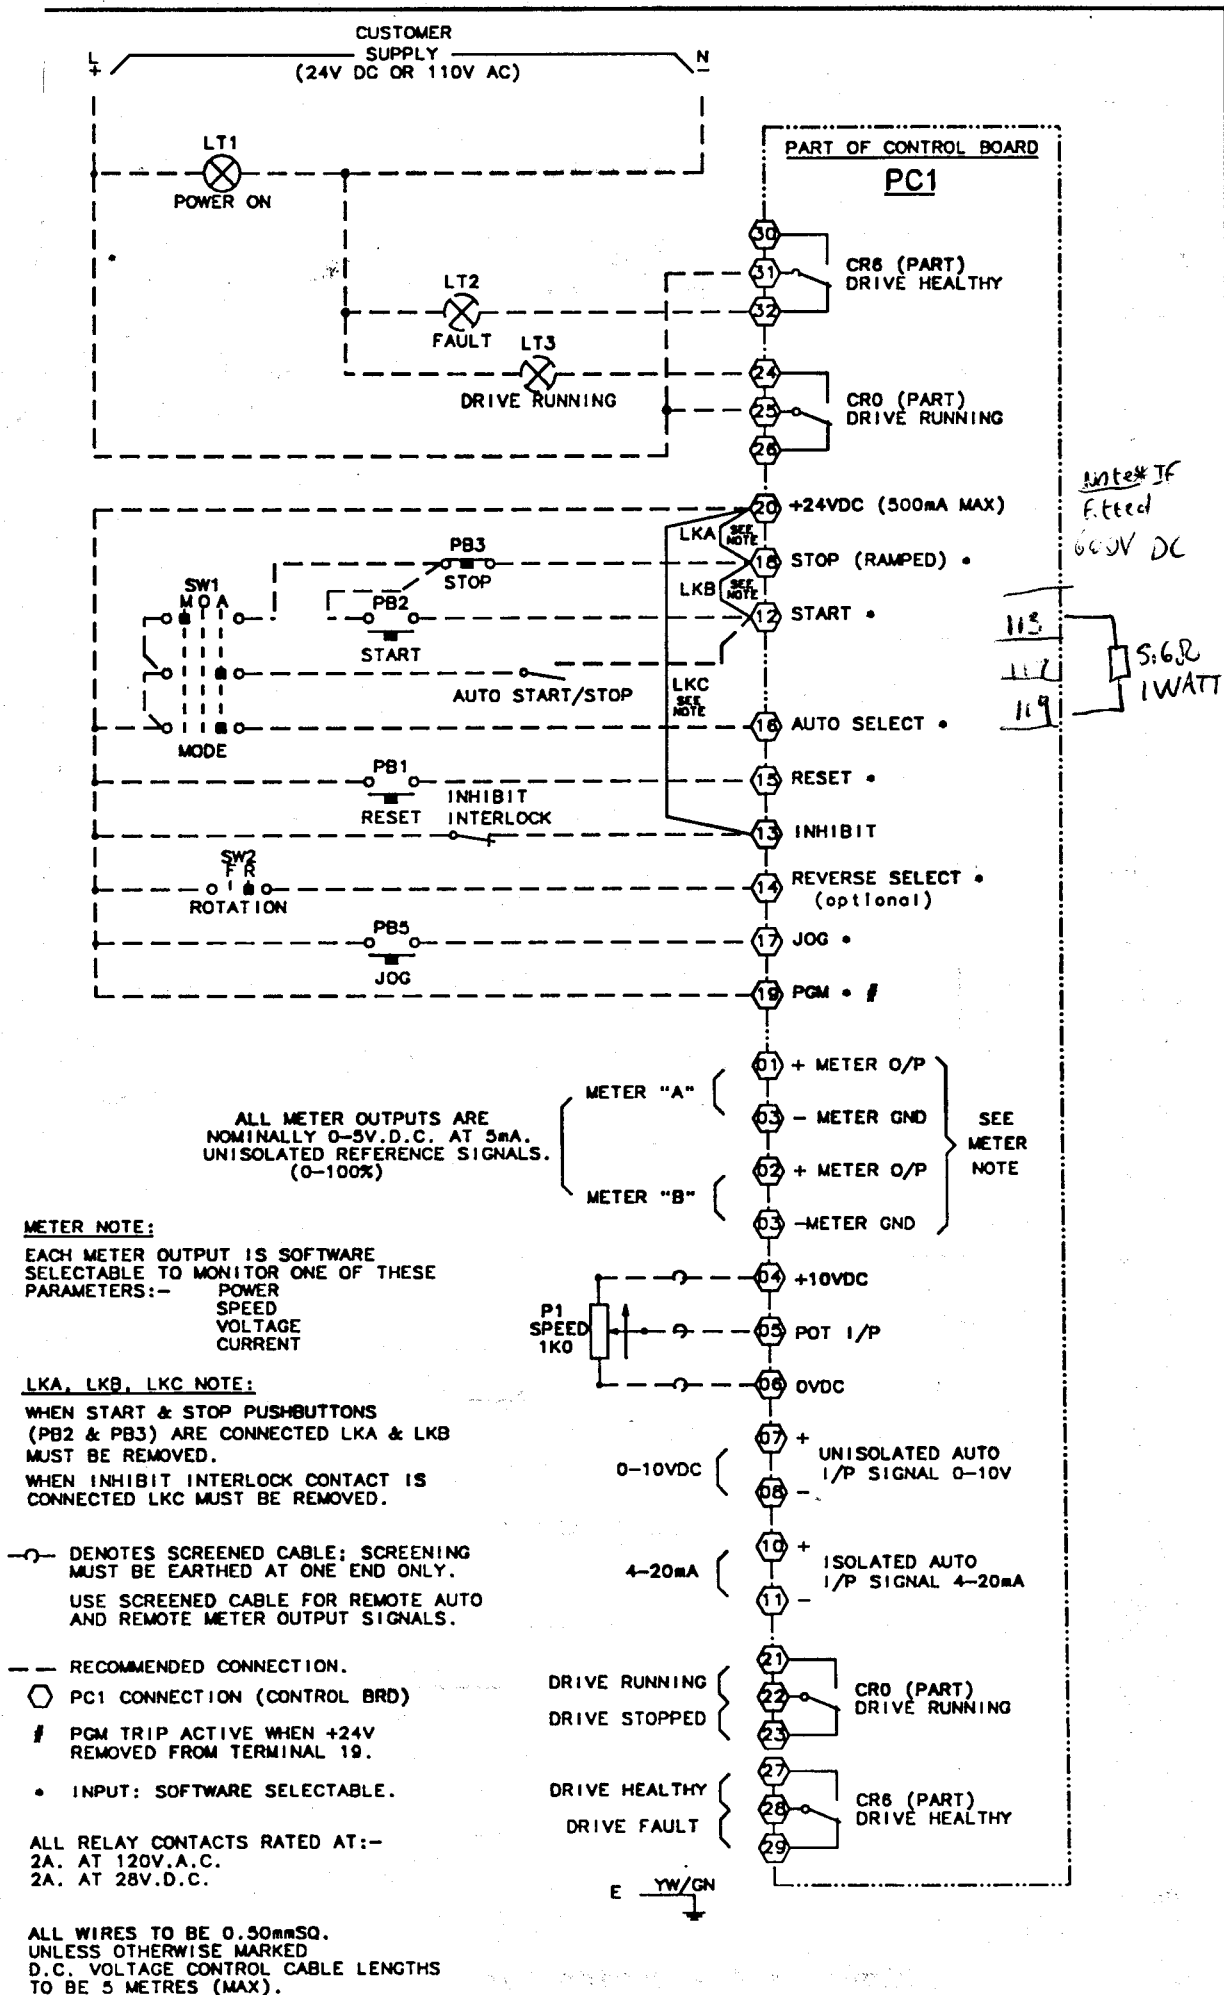 CUSTOMER
SUPPLY
(24V DC OR 110V AC)
L
+
N
-
LT1
POWER ON
LT2
FAULT
LT3
DRIVE RUNNING
PART OF CONTROL BOARD
PC1
30
31
32
CR6 (PART)
DRIVE HEALTHY
24
25
26
CR0 (PART)
DRIVE RUNNING
20 +24VDC (500mA MAX)
LKA
SEE
NOTE
18 STOP (RAMPED) •
LKB
SEE
NOTE
12 START •
PB3
STOP
SW1
M O A
PB2
START
AUTO START/STOP
LKC
SEE
NOTE
16 AUTO SELECT •
MODE
PB1
RESET
15 RESET •
INHIBIT
INTERLOCK
13 INHIBIT
SW2
F R
ROTATION
14 REVERSE SELECT •
(optional)
PB5
JOG
17 JOG •
19 PGM • #
Note* IF
Fitted
600V DC
113
119
5.6Ω
1WATT
ALL METER OUTPUTS ARE
NOMINALLY 0-5V.D.C. AT 5mA.
UNISOLATED REFERENCE SIGNALS.
(0-100%)
METER "A"
METER "B"
01 + METER O/P
03 - METER GND
02 + METER O/P
03 -METER GND
SEE
METER
NOTE
METER NOTE:
EACH METER OUTPUT IS SOFTWARE
SELECTABLE TO MONITOR ONE OF THESE
PARAMETERS:- POWER
SPEED
VOLTAGE
CURRENT
P1
SPEED
1K0
04 +10VDC
05 POT I/P
06 0VDC
LKA, LKB, LKC NOTE:
WHEN START & STOP PUSHBUTTONS
(PB2 & PB3) ARE CONNECTED LKA & LKB
MUST BE REMOVED.
WHEN INHIBIT INTERLOCK CONTACT IS
CONNECTED LKC MUST BE REMOVED.
0-10VDC
07 +
08 -
UNISOLATED AUTO
I/P SIGNAL 0-10V
DENOTES SCREENED CABLE; SCREENING
MUST BE EARTHED AT ONE END ONLY.
USE SCREENED CABLE FOR REMOTE AUTO
AND REMOTE METER OUTPUT SIGNALS.
4-20mA
10 +
11 -
ISOLATED AUTO
I/P SIGNAL 4-20mA
RECOMMENDED CONNECTION.
PC1 CONNECTION (CONTROL BRD)
# PGM TRIP ACTIVE WHEN +24V
REMOVED FROM TERMINAL 19.
• INPUT: SOFTWARE SELECTABLE.
DRIVE RUNNING
DRIVE STOPPED
21
22
23
CR0 (PART)
DRIVE RUNNING
DRIVE HEALTHY
DRIVE FAULT
27
28
29
CR6 (PART)
DRIVE HEALTHY
ALL RELAY CONTACTS RATED AT:-
2A. AT 120V.A.C.
2A. AT 28V.D.C.
E YW/GN
ALL WIRES TO BE 0.50mmSQ.
UNLESS OTHERWISE MARKED
D.C. VOLTAGE CONTROL CABLE LENGTHS
TO BE 5 METRES (MAX).